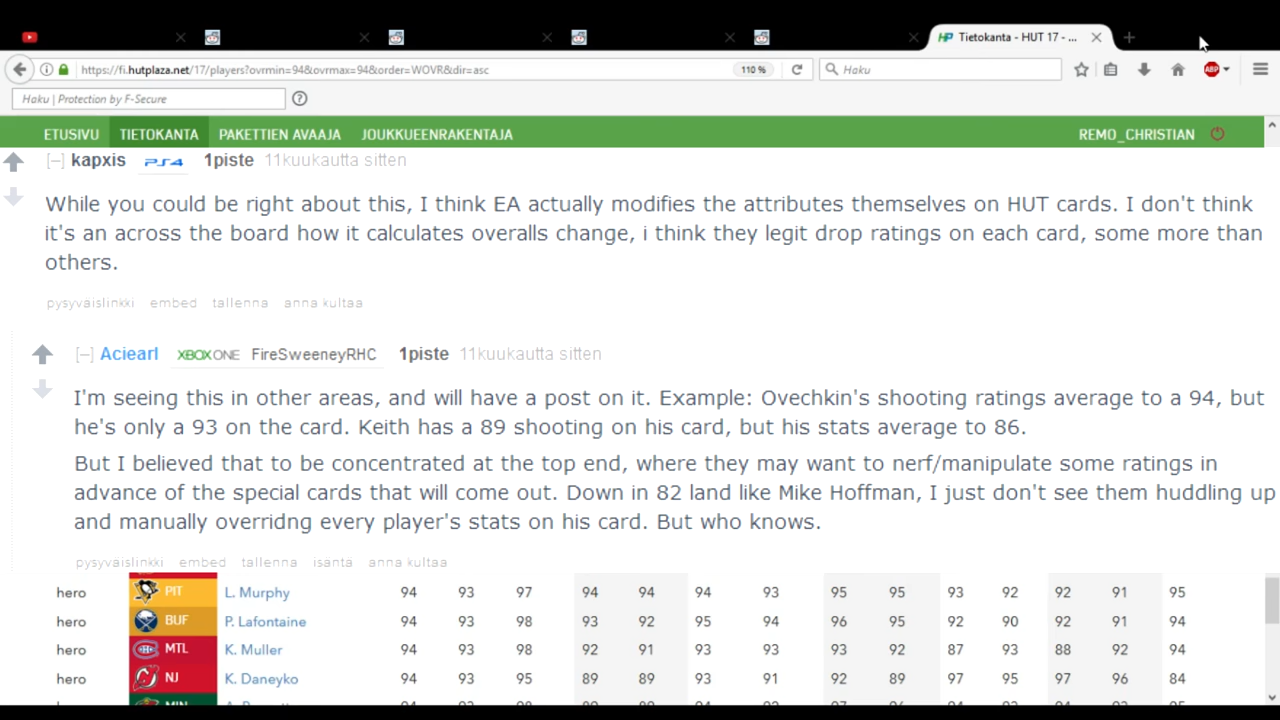 Tietokanta - HUT 17 - ...
https://fi.hutplaza.net/17/players?ovrmin=94&ovrmax=94&order=WOVR&dir=asc
110 %
Haku
ABP
Haku | Protection by F-Secure
ETUSIVU TIETOKANTA PAKETTIEN AVAAJA JOUKKUEENRAKENTAJA REMO_CHRISTIAN
[–] kapxis PS4 1piste 11kuukautta sitten
While you could be right about this, I think EA actually modifies the attributes themselves on HUT cards. I don't think
it's an across the board how it calculates overalls change, i think they legit drop ratings on each card, some more than
others.
pysyväislinkki embed tallenna anna kultaa
[–] Aciearl XBOX ONE FireSweeneyRHC 1piste 11kuukautta sitten
I'm seeing this in other areas, and will have a post on it. Example: Ovechkin's shooting ratings average to a 94, but
he's only a 93 on the card. Keith has a 89 shooting on his card, but his stats average to 86.
But I believed that to be concentrated at the top end, where they may want to nerf/manipulate some ratings in
advance of the special cards that will come out. Down in 82 land like Mike Hoffman, I just don't see them huddling up
and manually overridng every player's stats on his card. But who knows.
pysyväislinkki embed tallenna isäntä anna kultaa
hero PIT L. Murphy 94 93 97 94 94 94 93 95 95 93 92 92 91 95
hero BUF P. Lafontaine 94 93 98 93 92 95 94 96 95 92 90 92 91 94
hero MTL K. Muller 94 93 98 92 91 93 93 93 92 87 93 88 92 94
hero NJ K. Daneyko 94 93 95 89 89 93 91 92 89 97 95 97 96 84